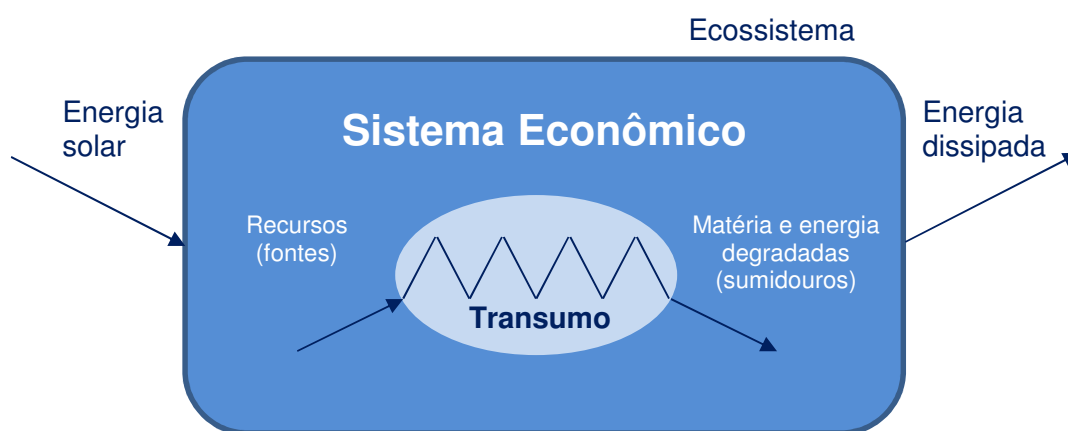 Ecossistema
Energia
solar
Sistema Econômico
Energia
dissipada
Recursos
(fontes)
Matéria e energia
degradadas
(sumidouros)
Transumo